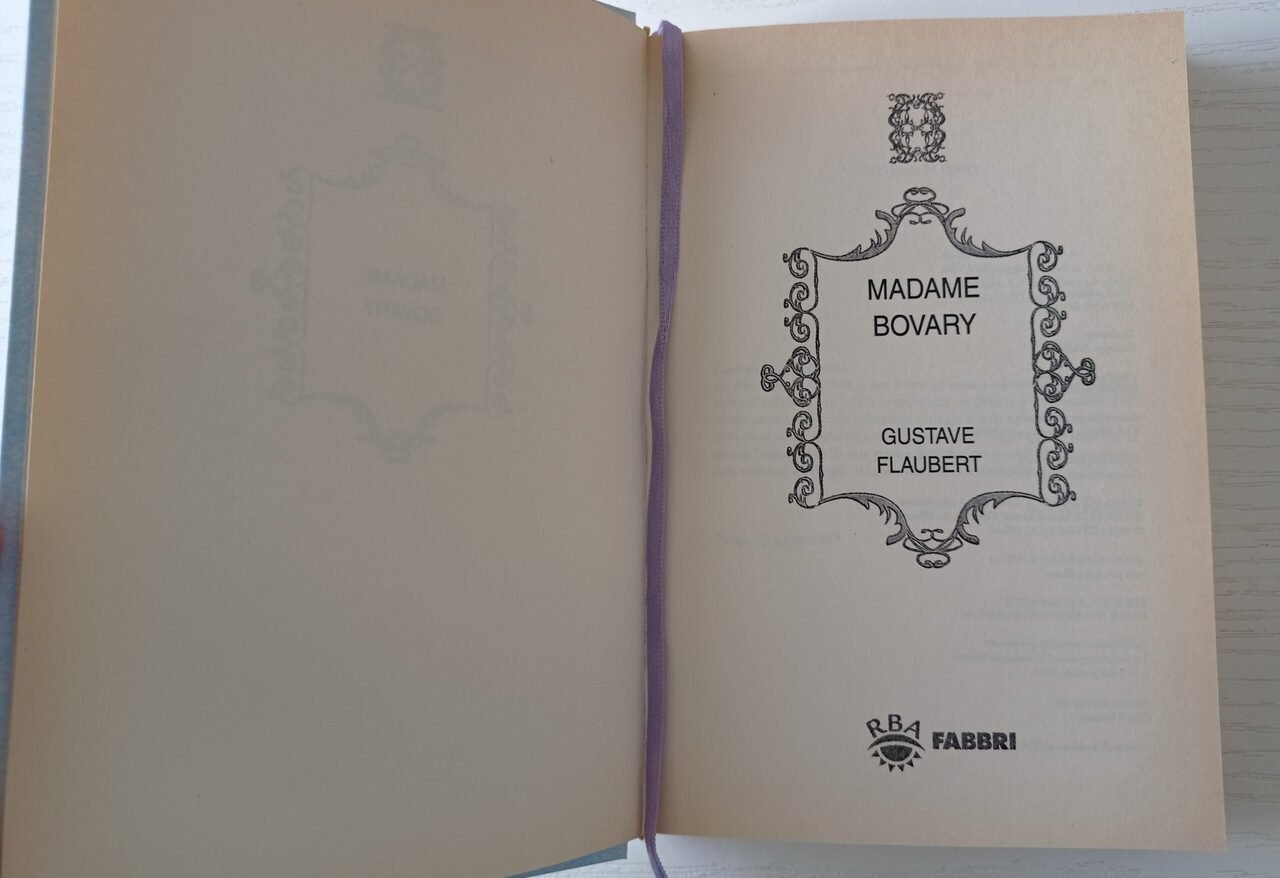 MADAME
BOVARY
GUSTAVE
FLAUBERT
RBA FABBRI